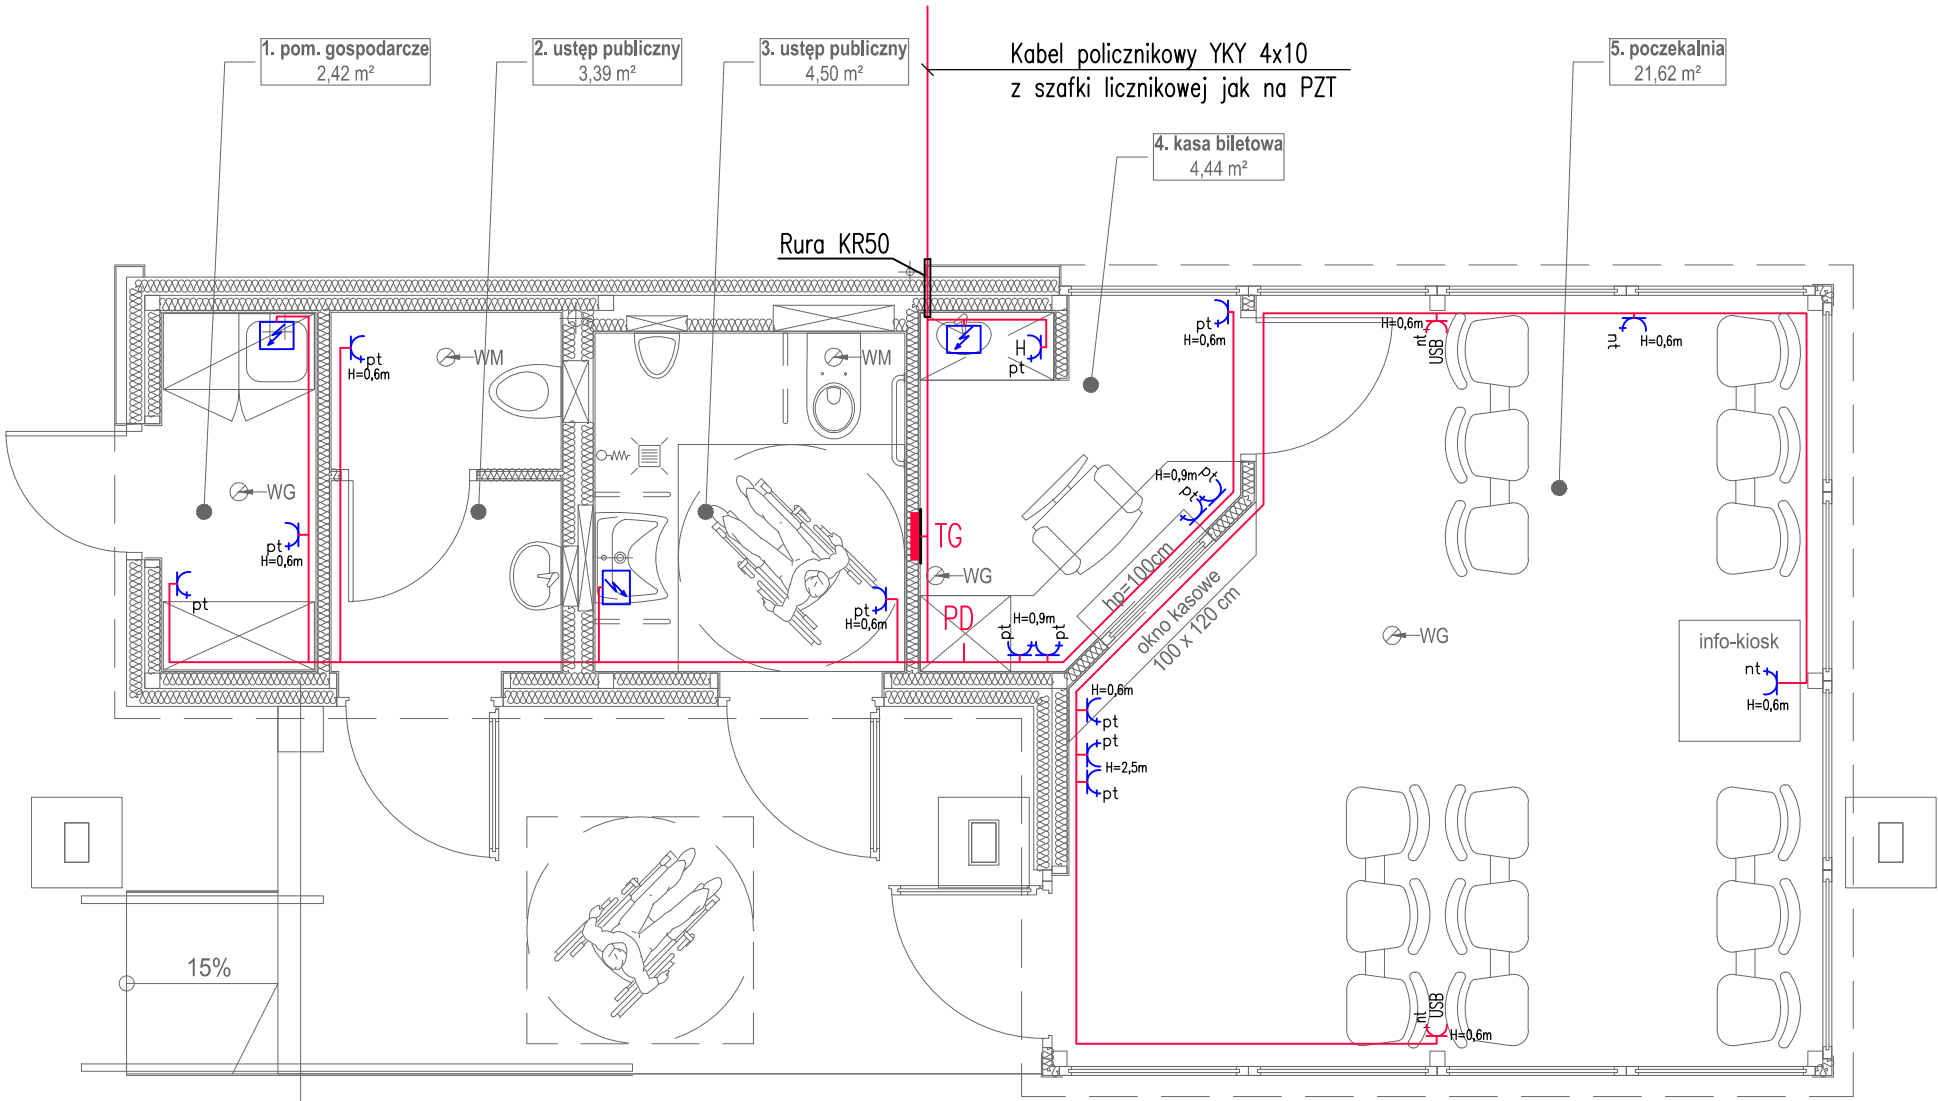 1. pom. gospodarcze
2,42 m²
2. ustęp publiczny
3,39 m²
3. ustęp publiczny
4,50 m²
Kabel policznikowy YKY 4x10
z szafki licznikowej jak na PZT
5. poczekalnia
21,62 m²
4. kasa biletowa
4,44 m²
Rura KR50
pt
H=0,6m
WM
WM
H
pt
pt
H=0,6m
H=0,6m
nt
USB
nt
H=0,6m
WG
pt
H=0,6m
pt
pt
H=0,6m
TG
WG
PD
H=0,9m
pt
pt
H=0,9m
pt
pt
hp=100cm
okno kasowe
100 x 120 cm
WG
info-kiosk
nt
H=0,6m
H=0,6m
pt
pt
H=2,5m
pt
15%
nt
USB
H=0,6m